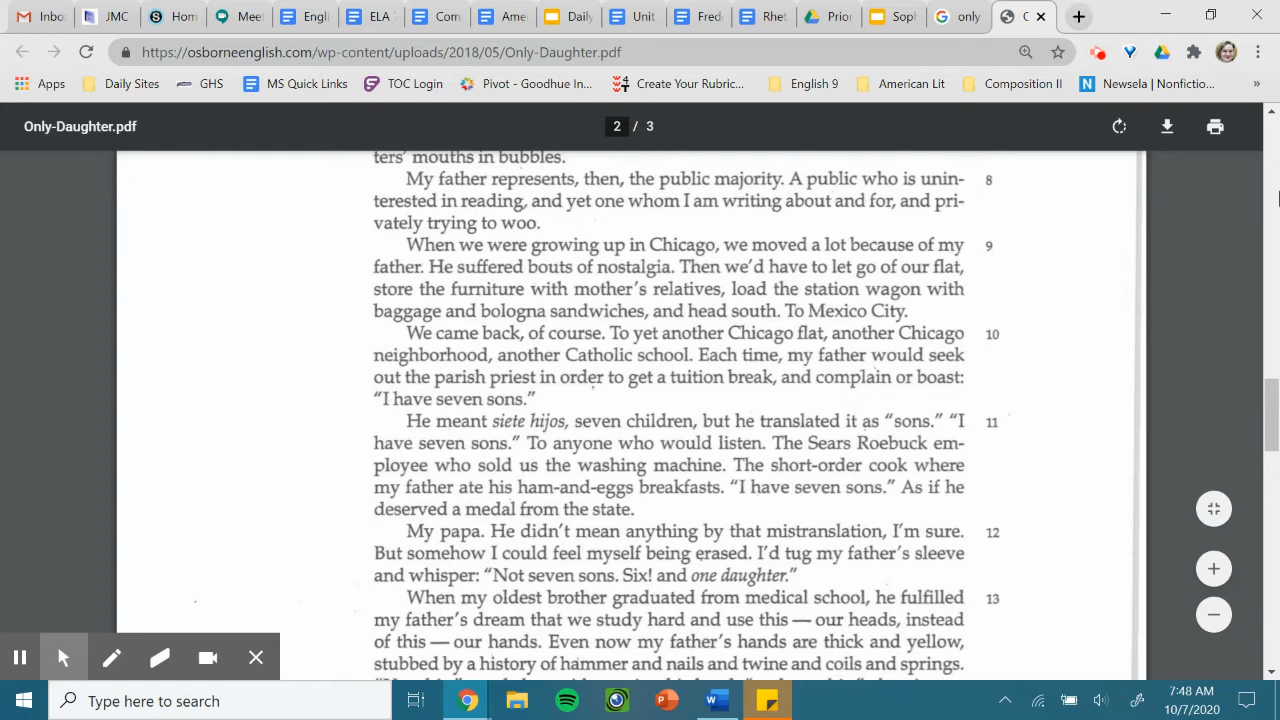 Inbo
JMC
Hom
Mee
Engli
ELA
Com
Ame
Daily
Unit
Fred
Rhet
Prior
Sopl
only
C
https://osborneenglish.com/wp-content/uploads/2018/05/Only-Daughter.pdf
Apps
Daily Sites
GHS
MS Quick Links
TOC Login
Pivot - Goodhue In...
Create Your Rubric...
English 9
American Lit
Composition II
Newsela | Nonfictio...
»
Only-Daughter.pdf
2 / 3
ters' mouths in bubbles.
My father represents, then, the public majority. A public who is unin- 8
terested in reading, and yet one whom I am writing about and for, and pri-
vately trying to woo.
When we were growing up in Chicago, we moved a lot because of my 9
father. He suffered bouts of nostalgia. Then we'd have to let go of our flat,
store the furniture with mother's relatives, load the station wagon with
baggage and bologna sandwiches, and head south. To Mexico City.
We came back, of course. To yet another Chicago flat, another Chicago 10
neighborhood, another Catholic school. Each time, my father would seek
out the parish priest in order to get a tuition break, and complain or boast:
"I have seven sons."
He meant siete hijos, seven children, but he translated it as "sons." "I 11
have seven sons." To anyone who would listen. The Sears Roebuck em-
ployee who sold us the washing machine. The short-order cook where
my father ate his ham-and-eggs breakfasts. "I have seven sons." As if he
deserved a medal from the state.
My papa. He didn't mean anything by that mistranslation, I'm sure. 12
But somehow I could feel myself being erased. I'd tug my father's sleeve
and whisper: "Not seven sons. Six! and one daughter."
When my oldest brother graduated from medical school, he fulfilled 13
my father's dream that we study hard and use this — our heads, instead
of this — our hands. Even now my father's hands are thick and yellow,
stubbed by a history of hammer and nails and twine and coils and springs.
Type here to search
7:48 AM
10/7/2020